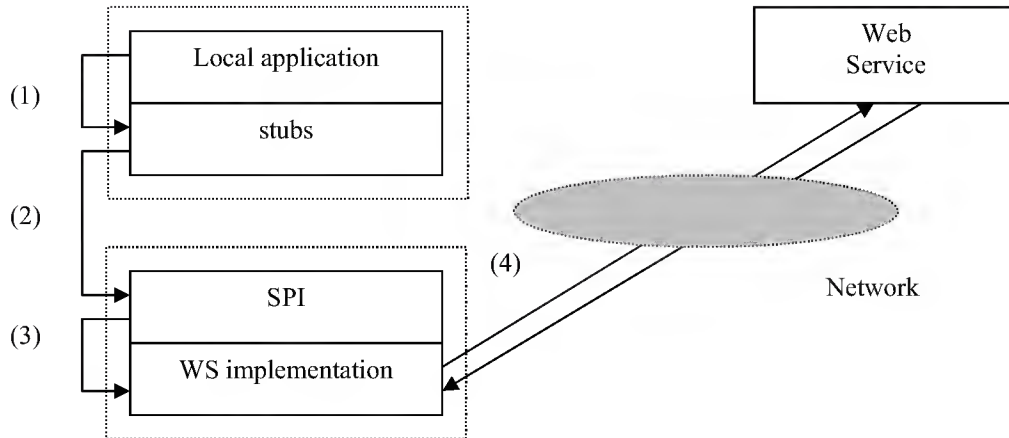 Local application
Web
Service
(1)
stubs
(2)
(4)
SPI
Network
(3)
WS implementation